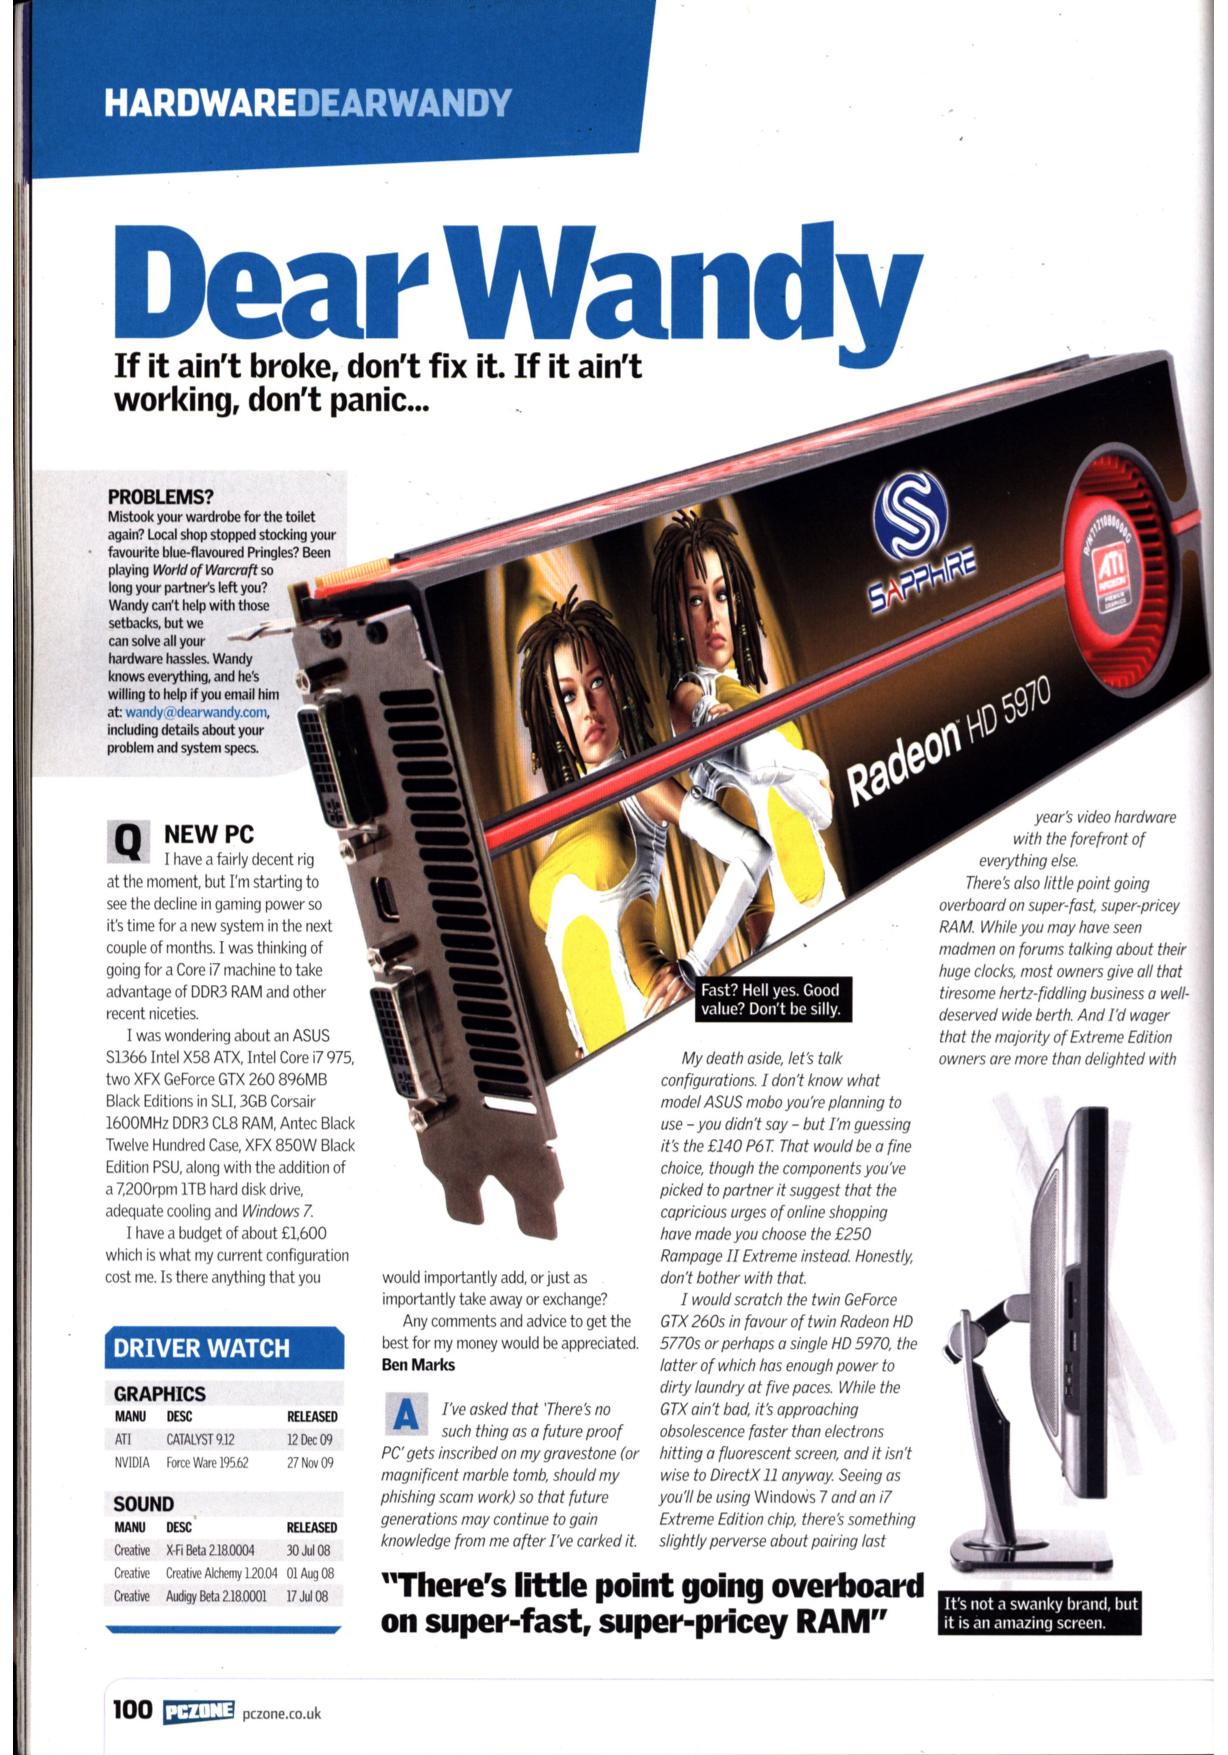 HARDWAREDEARWANDY
Dear Wandy
If it ain't broke, don't fix it. If it ain't
working, don't panic...
PROBLEMS?
Mistook your wardrobe for the toilet
again? Local shop stopped stocking your
favourite blue-flavoured Pringles? Been
playing World of Warcraft so
long your partner's left you?
Wandy can't help with those
setbacks, but we
can solve all your
hardware hassles. Wandy
knows everything, and he's
willing to help if you email him
at: wandy@dearwandy.com,
including details about your
problem and system specs.
SAPPHIRE
P/N171210B0000G
ATI
RADEON
PREMIUM
GRAPHICS
Radeon™ HD 5970
Q NEW PC
I have a fairly decent rig
at the moment, but I'm starting to
see the decline in gaming power so
it's time for a new system in the next
couple of months. I was thinking of
going for a Core i7 machine to take
advantage of DDR3 RAM and other
recent niceties.
I was wondering about an ASUS
S1366 Intel X58 ATX, Intel Core i7 975,
two XFX GeForce GTX 260 896MB
Black Editions in SLI, 3GB Corsair
1600MHz DDR3 CL8 RAM, Antec Black
Twelve Hundred Case, XFX 850W Black
Edition PSU, along with the addition of
a 7,200rpm 1TB hard disk drive,
adequate cooling and Windows 7.
I have a budget of about £1,600
which is what my current configuration
cost me. Is there anything that you
would importantly add, or just as
importantly take away or exchange?
Any comments and advice to get the
best for my money would be appreciated.
Ben Marks
A I've asked that 'There's no
such thing as a future proof
PC' gets inscribed on my gravestone (or
magnificent marble tomb, should my
phishing scam work) so that future
generations may continue to gain
knowledge from me after I've carked it.
Fast? Hell yes. Good
value? Don't be silly.
My death aside, let's talk
configurations. I don't know what
model ASUS mobo you're planning to
use – you didn't say – but I'm guessing
it's the £140 P6T. That would be a fine
choice, though the components you've
picked to partner it suggest that the
capricious urges of online shopping
have made you choose the £250
Rampage II Extreme instead. Honestly,
don't bother with that.
I would scratch the twin GeForce
GTX 260s in favour of twin Radeon HD
5770s or perhaps a single HD 5970, the
latter of which has enough power to
dirty laundry at five paces. While the
GTX ain't bad, it's approaching
obsolescence faster than electrons
hitting a fluorescent screen, and it isn't
wise to DirectX 11 anyway. Seeing as
you'll be using Windows 7 and an i7
Extreme Edition chip, there's something
slightly perverse about pairing last
year's video hardware
with the forefront of
everything else.
There's also little point going
overboard on super-fast, super-pricey
RAM. While you may have seen
madmen on forums talking about their
huge clocks, most owners give all that
tiresome hertz-fiddling business a well-
deserved wide berth. And I'd wager
that the majority of Extreme Edition
owners are more than delighted with
"There's little point going overboard
on super-fast, super-pricey RAM"
It's not a swanky brand, but
it is an amazing screen.
DRIVER WATCH
GRAPHICS
MANU DESC RELEASED
ATI CATALYST 9.12 12 Dec 09
NVIDIA Force Ware 195.62 27 Nov 09
SOUND
MANU DESC RELEASED
Creative X-Fi Beta 2.18.0004 30 Jul 08
Creative Creative Alchemy 1.20.04 01 Aug 08
Creative Audigy Beta 2.18.0001 17 Jul 08
100 PCZONE pczone.co.uk